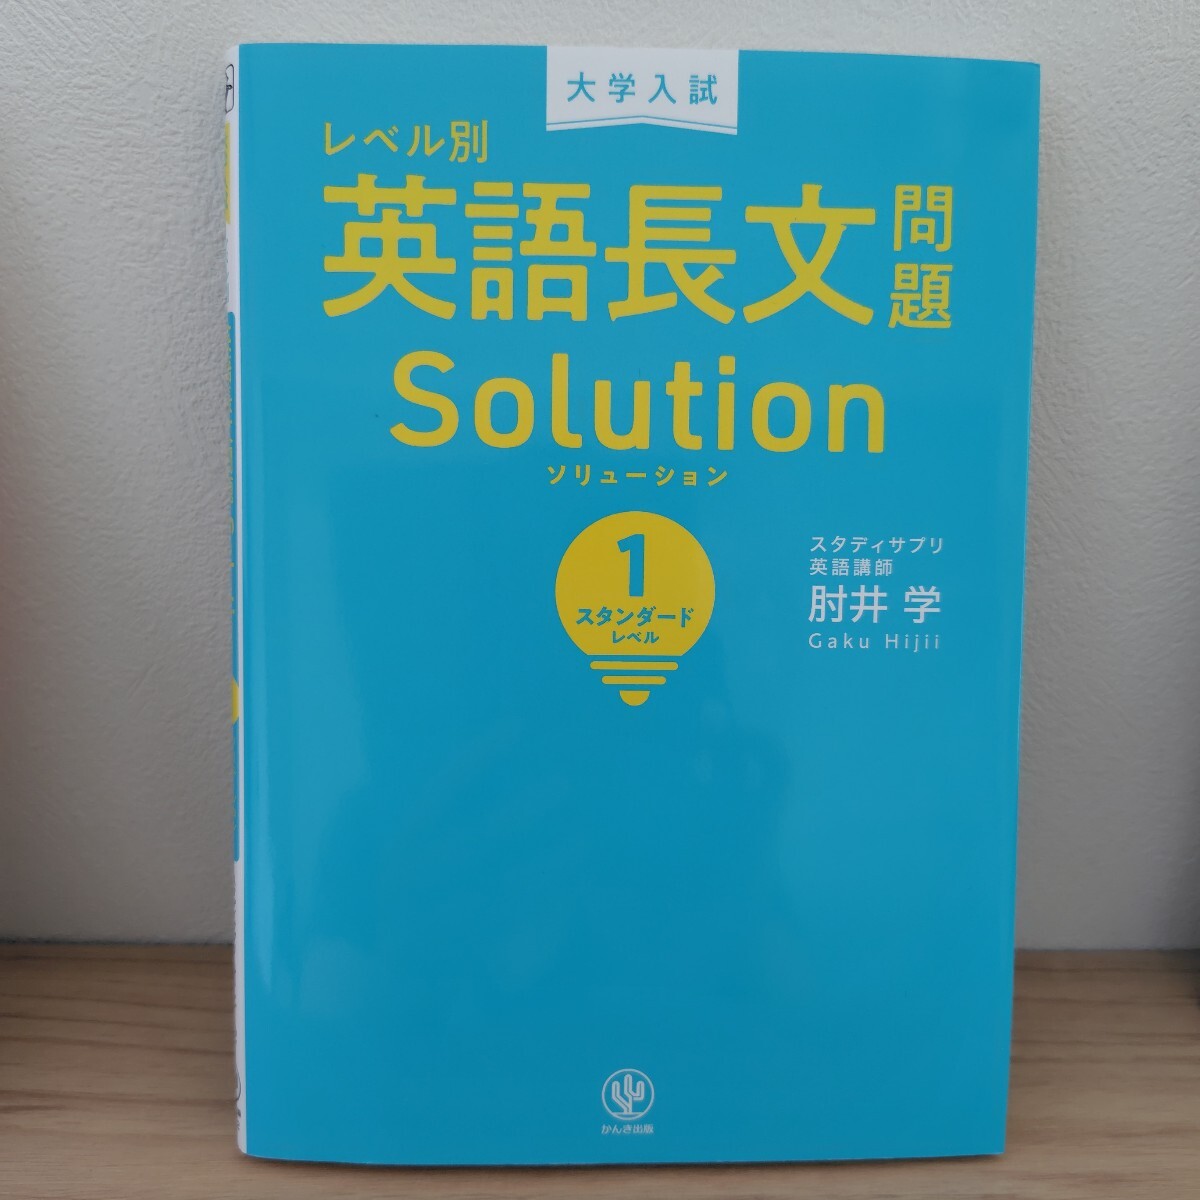 大学入試
レベル別
英語長文問題
Solution
ソリューション
1
スタンダード
レベル
スタディサプリ
英語講師
肘井 学
Gaku Hijii
かんき出版